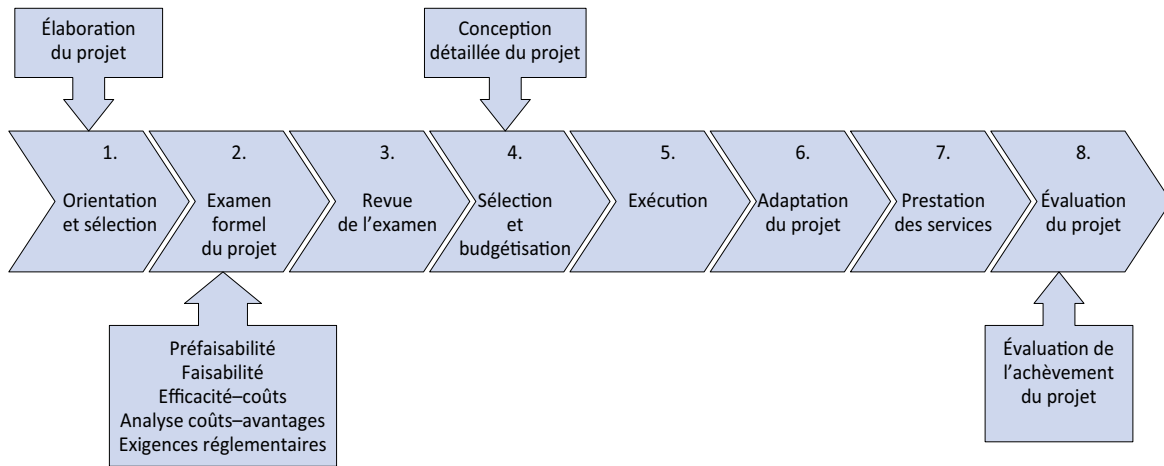 Élaboration
du projet
Conception
détaillée du projet
1.
Orientation
et sélection
2.
Examen
formel
du projet
3.
Revue
de l'examen
4.
Sélection
et
budgétisation
5.
Exécution
6.
Adaptation
du projet
7.
Prestation
des services
8.
Évaluation
du projet
Préfaisabilité
Faisabilité
Efficacité–coûts
Analyse coûts–avantages
Exigences réglementaires
Évaluation de
l'achèvement
du projet